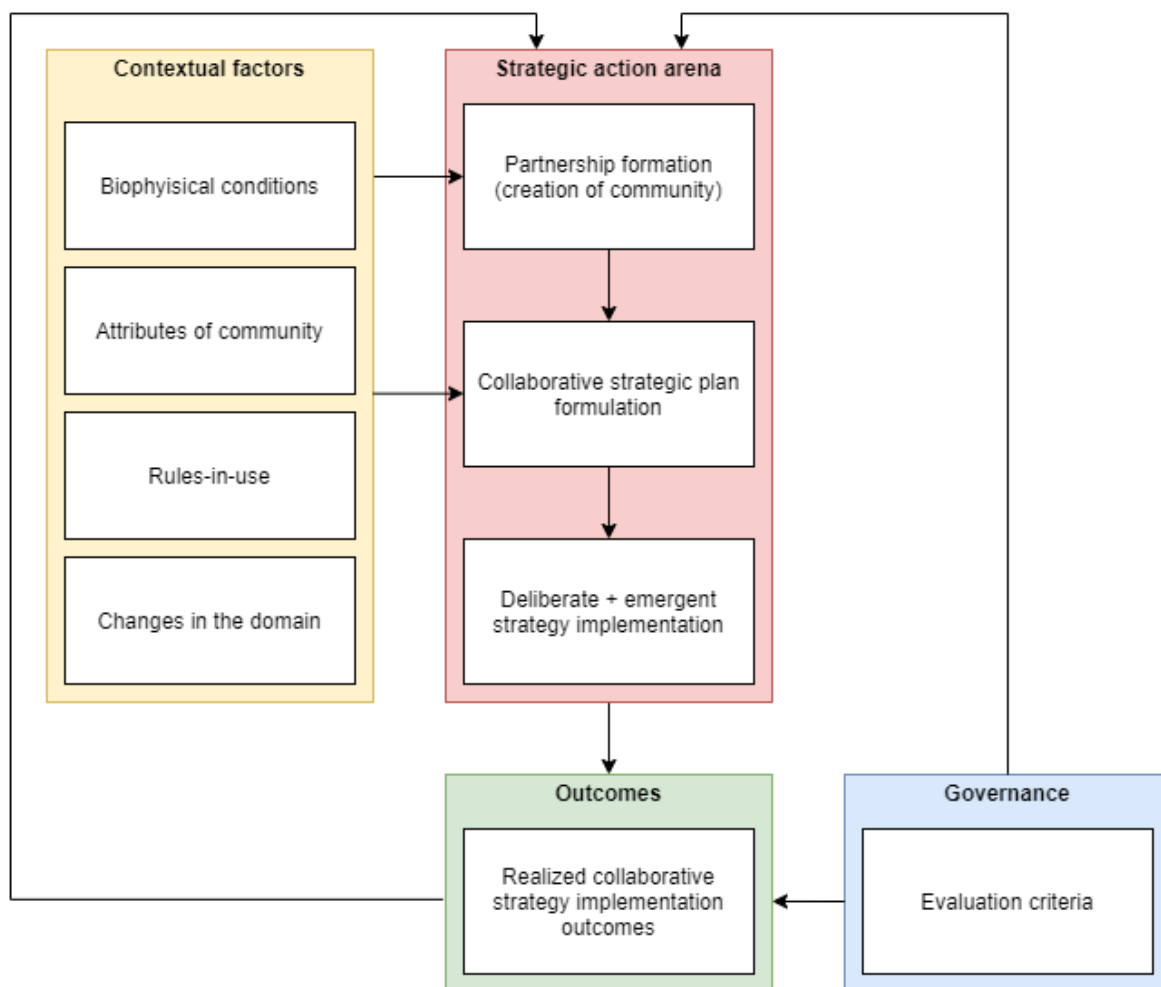 Contextual factors
Biophyisical conditions
Attributes of community
Rules-in-use
Changes in the domain
Strategic action arena
Partnership formation
(creation of community)
Collaborative strategic plan
formulation
Deliberate + emergent
strategy implementation
Outcomes
Realized collaborative
strategy implementation
outcomes
Governance
Evaluation criteria